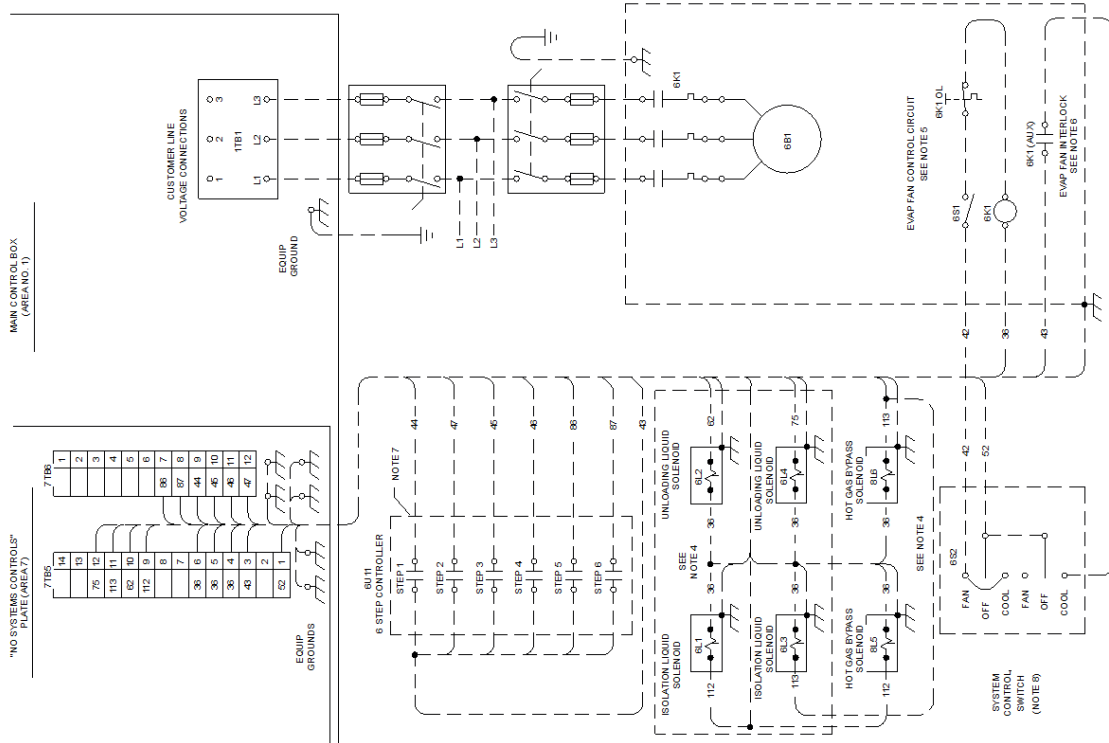 "NO SYSTEMS CONTROLS"
PLATE (AREA 7)
MAIN CONTROL BOX
(AREA NO. 1)
7TB5
14
13
75 12
113 11
62 10
112 9
8
7
36 6
36 5
36 4
43 3
2
52 1
7TB6
1
2
3
4
5
6
86 7
87 8
44 9
45 10
46 11
47 12
EQUIP
GROUNDS
CUSTOMER LINE
VOLTAGE CONNECTIONS
1TB1
1
2
3
L1
L2
L3
EQUIP
GROUND
L1
L2
L3
6K1
6B1
EVAP FAN CONTROL CIRCUIT
SEE NOTE 5
6K1 OL
6S1
6K1
6K1 (AUX)
EVAP FAN INTERLOCK
SEE NOTE 6
42
36
43
NOTE 7
6U11
6 STEP CONTROLLER
STEP 1
STEP 2
STEP 3
STEP 4
STEP 5
STEP 6
44
47
45
46
86
87
43
ISOLATION LIQUID
SOLENOID
112
6L1
36
SEE
NOTE 4
36
UNLOADING LIQUID
SOLENOID
6L2
62
ISOLATION LIQUID
SOLENOID
113
6L3
36
36
UNLOADING LIQUID
SOLENOID
6L4
75
HOT GAS BYPASS
SOLENOID
112
8L5
36
36
HOT GAS BYPASS
SOLENOID
8L6
113
SEE NOTE 4
42
52
6S2
FAN
OFF
COOL
FAN
OFF
COOL
SYSTEM
CONTROL
SWITCH
(NOTE 8)